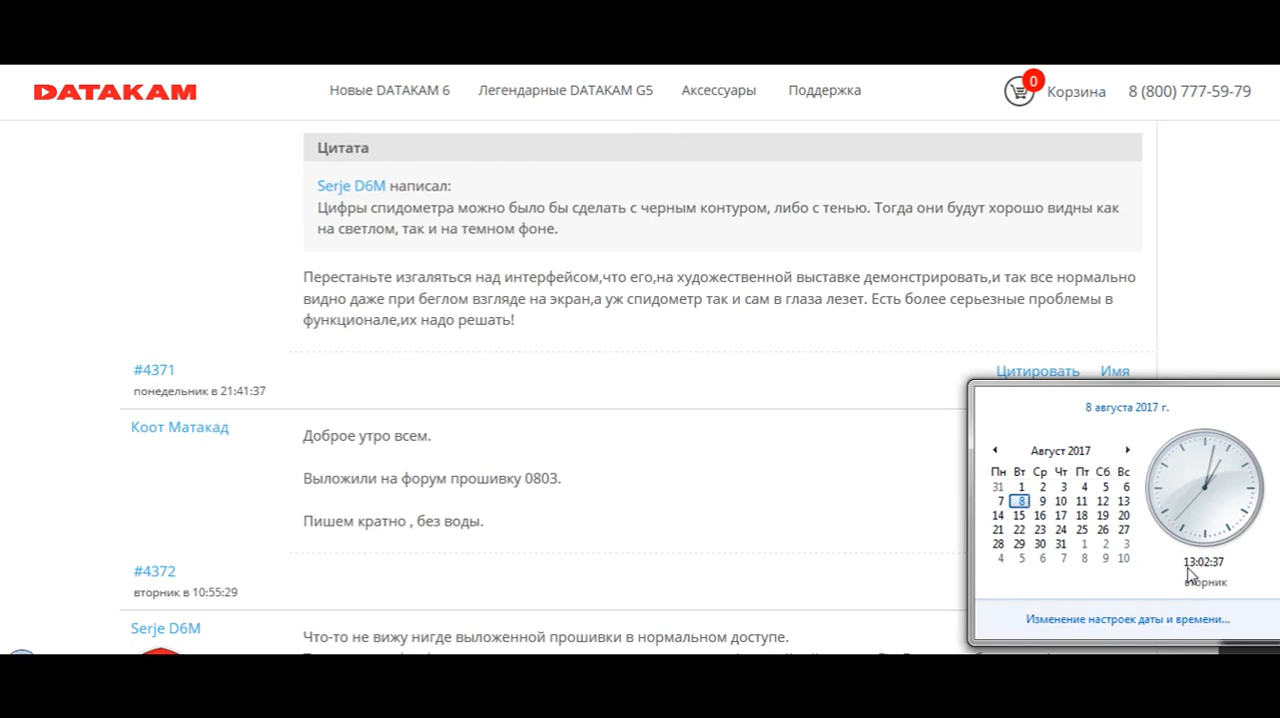 DATAKAM
Новые DATAKAM 6 Легендарные DATAKAM G5 Аксессуары Поддержка 0 Корзина 8 (800) 777-59-79
Цитата
Serje D6M написал:
Цифры спидометра можно было бы сделать с черным контуром, либо с тенью. Тогда они будут хорошо видны как
на светлом, так и на темном фоне.
Перестаньте изгаляться над интерфейсом,что его,на художественной выставке демонстрировать,и так все нормально
видно даже при беглом взгляде на экран,а уж спидометр так и сам в глаза лезет. Есть более серьезные проблемы в
функционале,их надо решать!
#4371
понедельник в 21:41:37
Цитировать Имя
Коот Матакад
Доброе утро всем.
Выложили на форум прошивку 0803.
Пишем кратно , без воды.
#4372
вторник в 10:55:29
Serje D6M
Что-то не вижу нигде выложенной прошивки в нормальном доступе.
8 августа 2017 г.
Август 2017
Пн Вт Ср Чт Пт Сб Вс
31 1 2 3 4 5 6
7 8 9 10 11 12 13
14 15 16 17 18 19 20
21 22 23 24 25 26 27
28 29 30 31 1 2 3
4 5 6 7 8 9 10
13:02:37
вторник
Изменение настроек даты и времени...